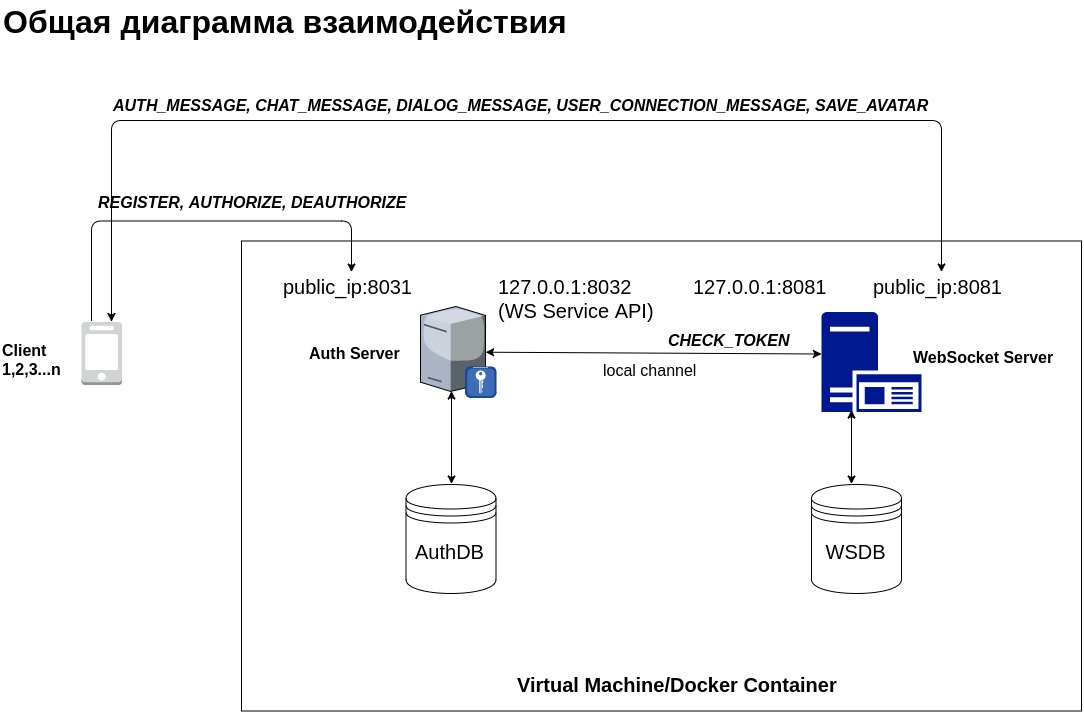 Общая диаграмма взаимодействия
AUTH_MESSAGE, CHAT_MESSAGE, DIALOG_MESSAGE, USER_CONNECTION_MESSAGE, SAVE_AVATAR
REGISTER, AUTHORIZE, DEAUTHORIZE
public_ip:8031
127.0.0.1:8032
(WS Service API)
127.0.0.1:8081
public_ip:8081
Client
1,2,3...n
Auth Server
CHECK_TOKEN
local channel
WebSocket Server
AuthDB
WSDB
Virtual Machine/Docker Container